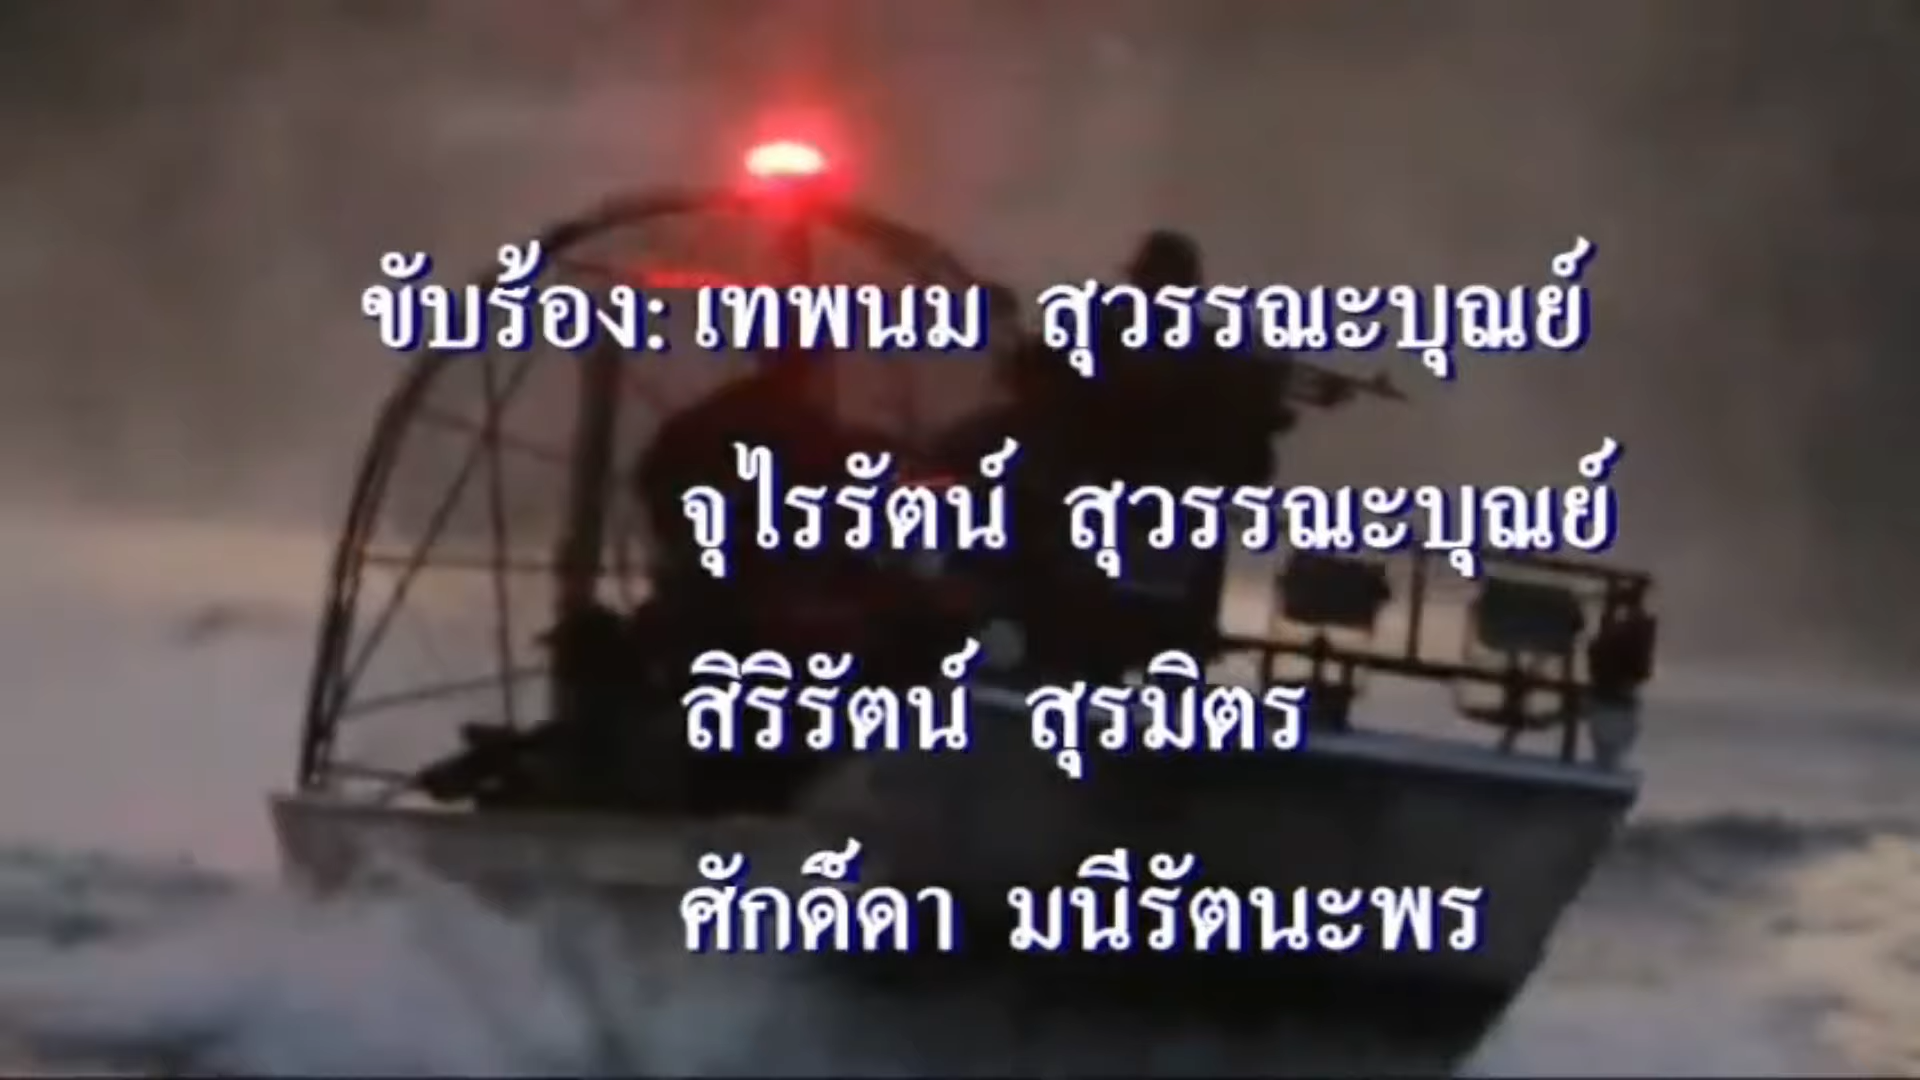 ขับร้อง: เทพนม สุวรรณะบุณย์
จุไรรัตน์ สุวรรณะบุณย์
สิริรัตน์ สุรมิตร
ศักดิ์ดา มนีรัตนะพร